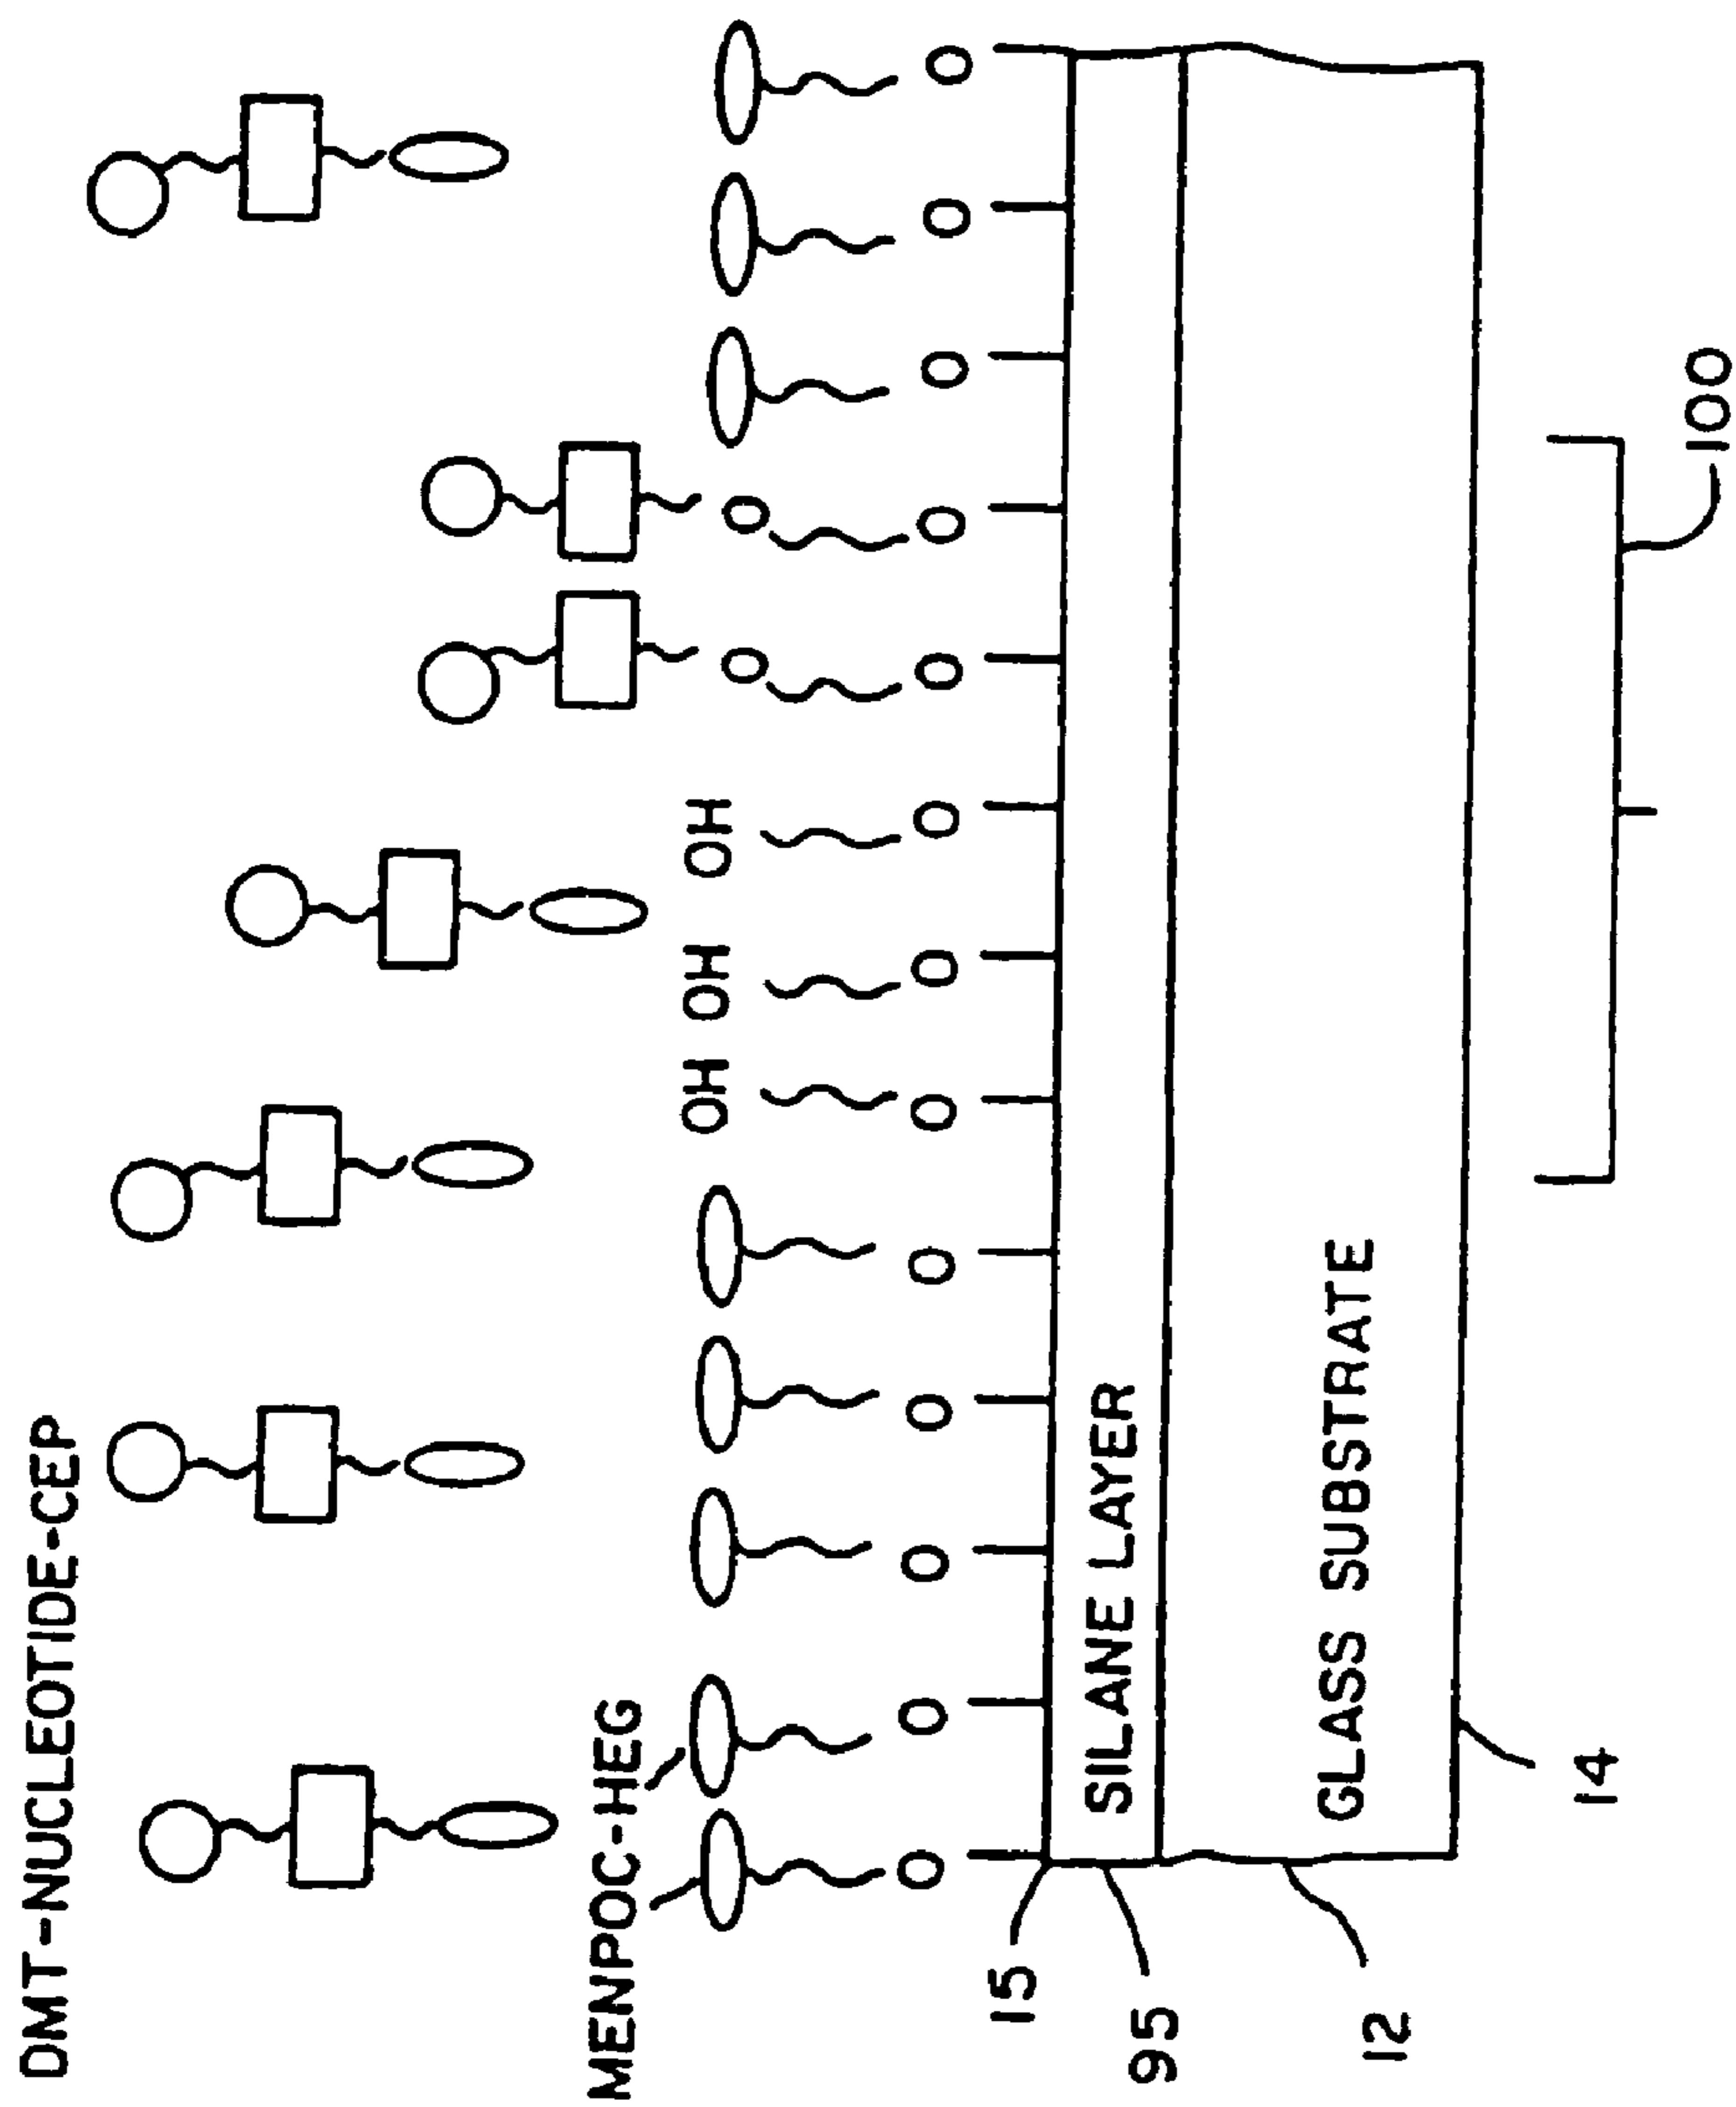 DMT-NUCLEOTIDE-CEP
MENPOC-HEG
OH OH OH
O O
O O O O O O O O O O O O O
15
SILANE LAYER
95
GLASS SUBSTRATE
12
14
100